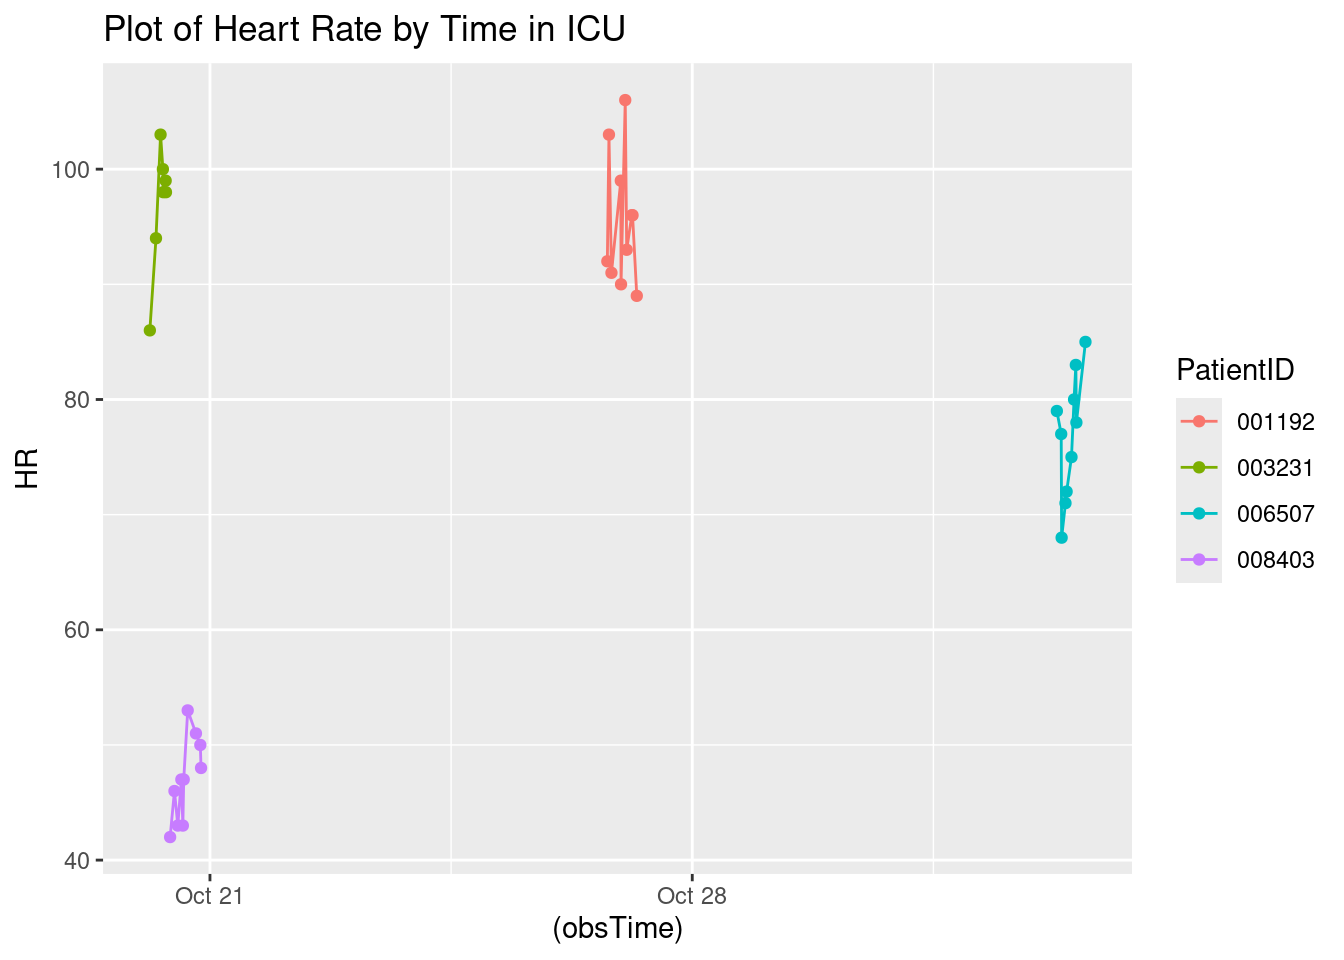 Plot of Heart Rate by Time in ICU
100
80
60
40
HR
Oct 21
Oct 28
(obsTime)
PatientID
001192
003231
006507
008403